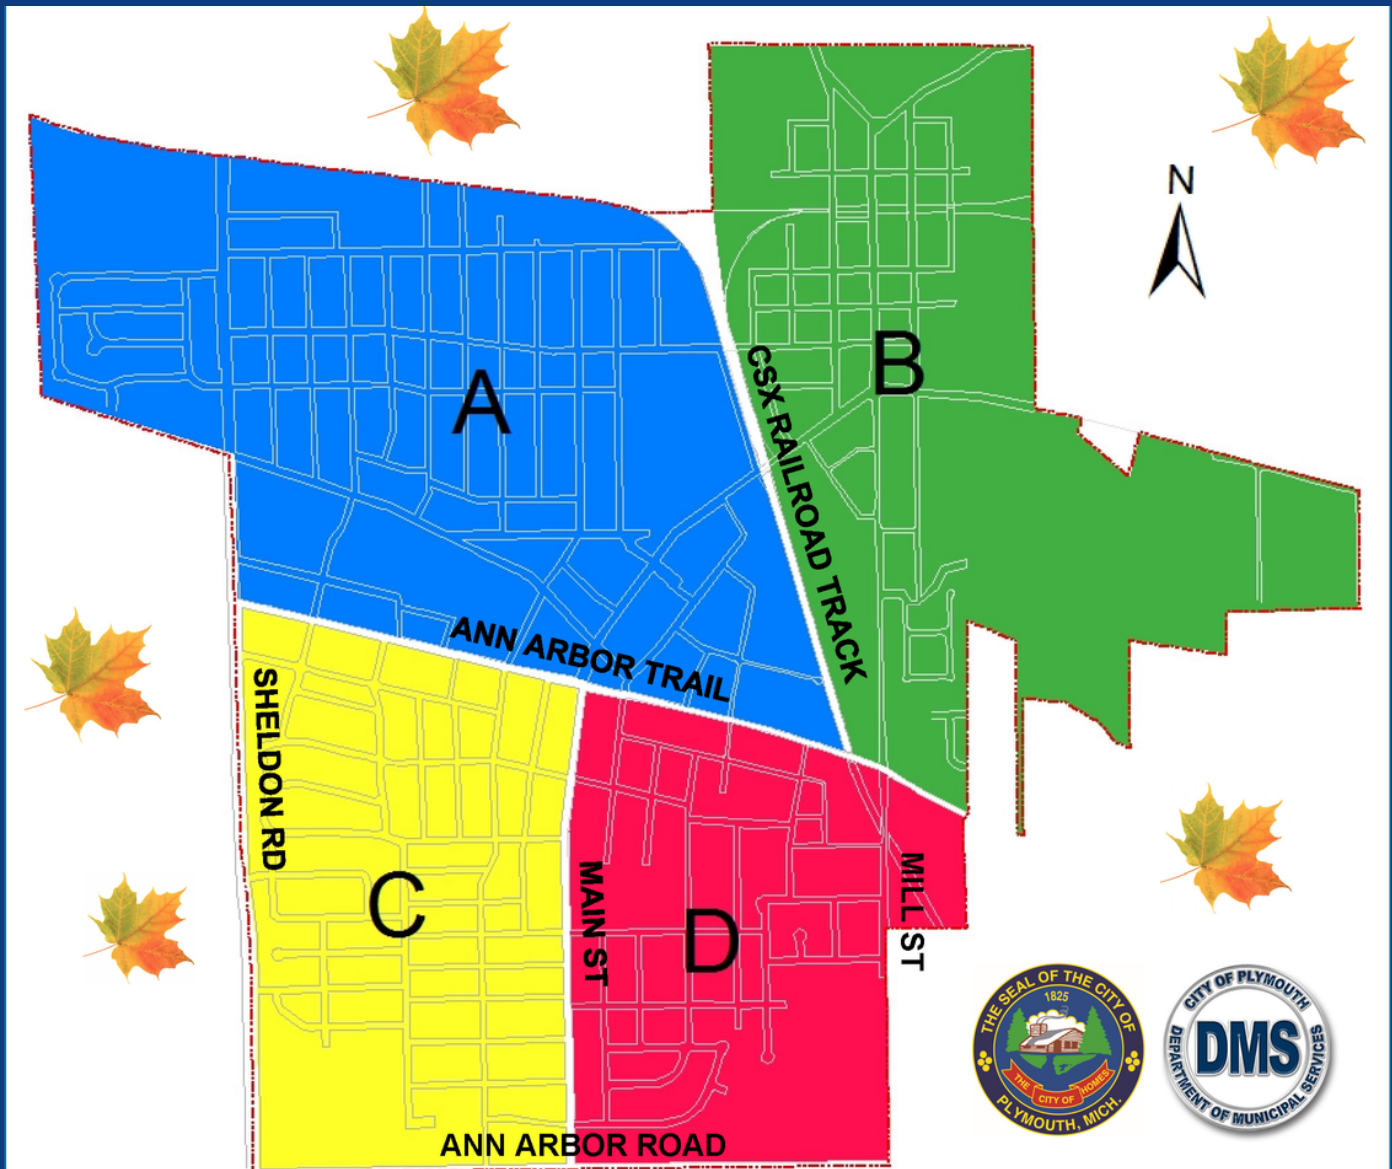 N
A
B
CSX RAILROAD TRACK
ANN ARBOR TRAIL
SHELDON RD
C
MAIN ST
D
MILL ST
ANN ARBOR ROAD
THE SEAL OF THE CITY OF
1825
THE
CITY OF
HOMES
PLYMOUTH, MICH.
CITY OF PLYMOUTH
DMS
DEPARTMENT OF MUNICIPAL SERVICES